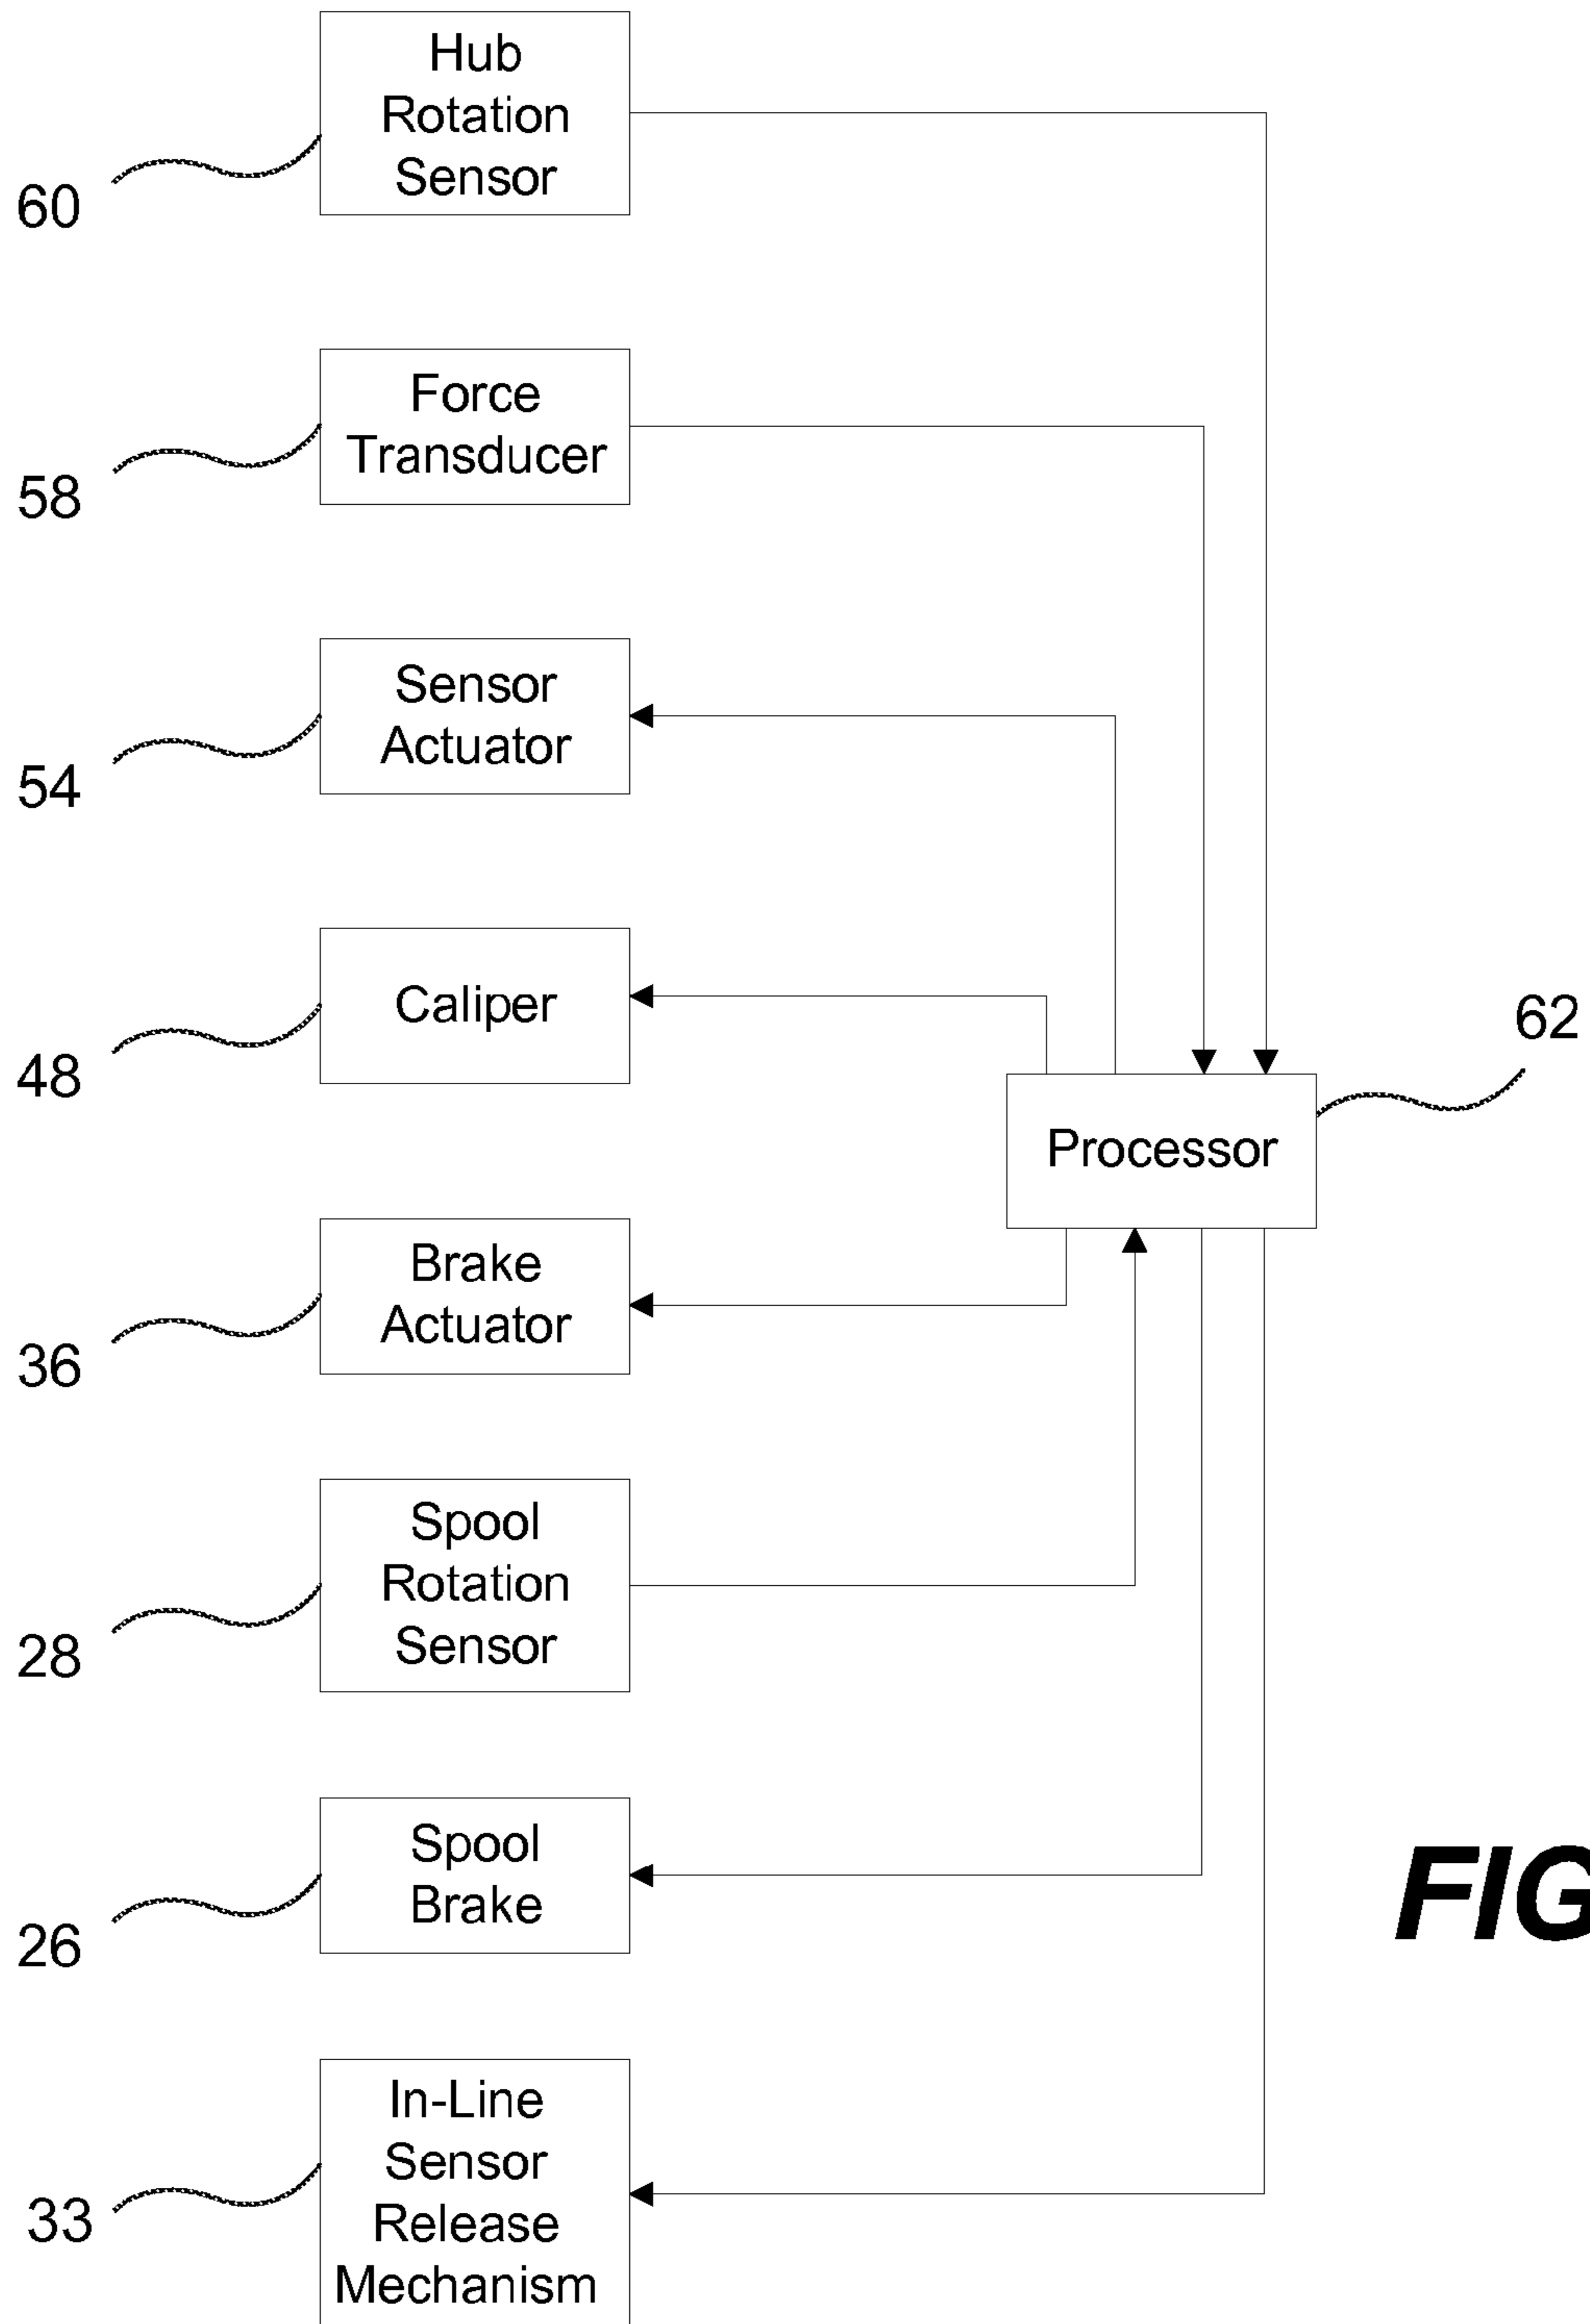 Hub
Rotation
Sensor
60
Force
Transducer
58
Sensor
Actuator
54
Caliper
48
62
Processor
Brake
Actuator
36
Spool
Rotation
Sensor
28
Spool
Brake
26
FIG
In-Line
Sensor
Release
Mechanism
33